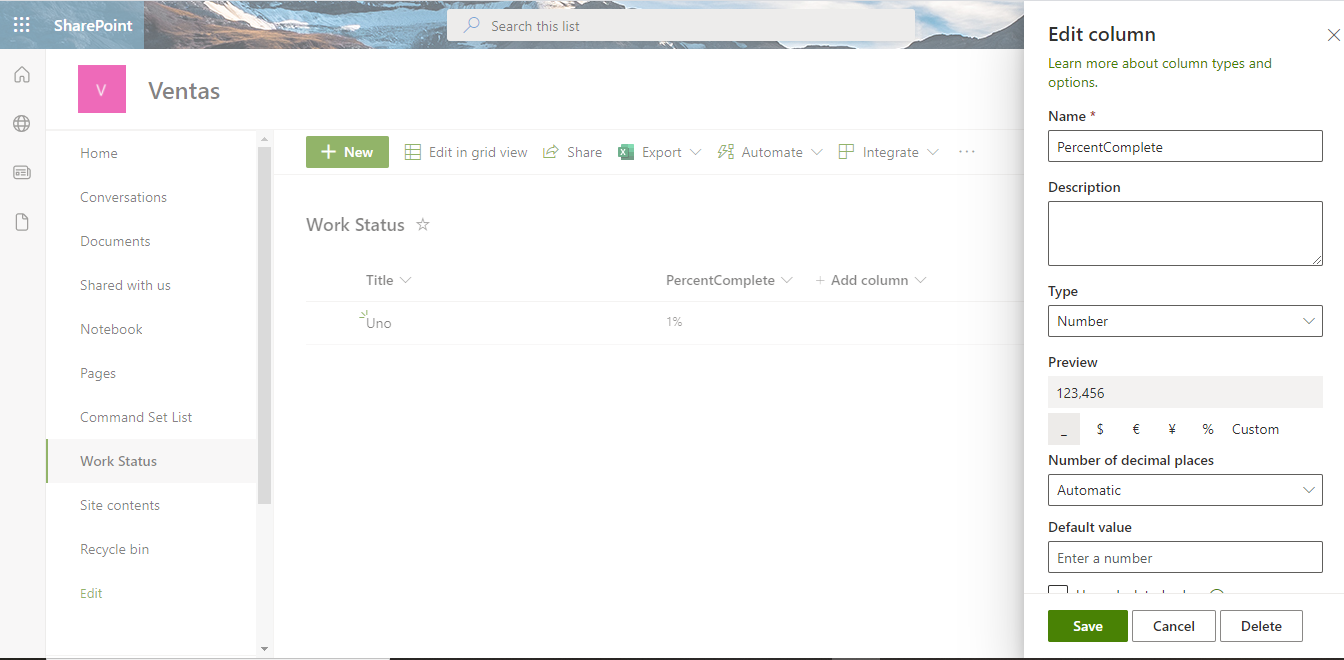 SharePoint
Search this list
V
Ventas
Home
Conversations
Documents
Shared with us
Notebook
Pages
Command Set List
Work Status
Site contents
Recycle bin
Edit
+ New
Edit in grid view
Share
Export
Automate
Integrate
...
Work Status
Title
PercentComplete
+ Add column
Uno
1%
Edit column
Learn more about column types and
options.
Name *
PercentComplete
Description
Type
Number
Preview
123,456
_ $ € ¥ % Custom
Number of decimal places
Automatic
Default value
Enter a number
Save
Cancel
Delete